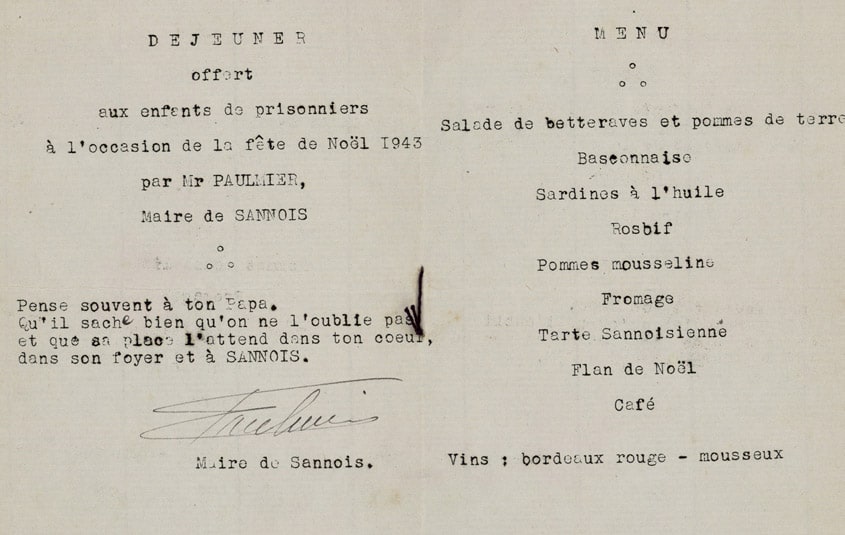 DEJEUNER
offert
aux enfants de prisonniers
à l'occasion de la fête de Noël 1943
par Mr PAULMIER,
Maire de SANNOIS
Pense souvent à ton Papa.
Qu'il sache bien qu'on ne l'oublie pas
et que sa place l'attend dans ton coeur,
dans son foyer et à SANNOIS.
Maire de Sannois.
MENU
Salade de betteraves et pommes de terre
Basconnaise
Sardines à l'huile
Rosbif
Pommes mousseline
Fromage
Tarte Sannoisienne
Flan de Noël
Café
Vins : bordeaux rouge - mousseux